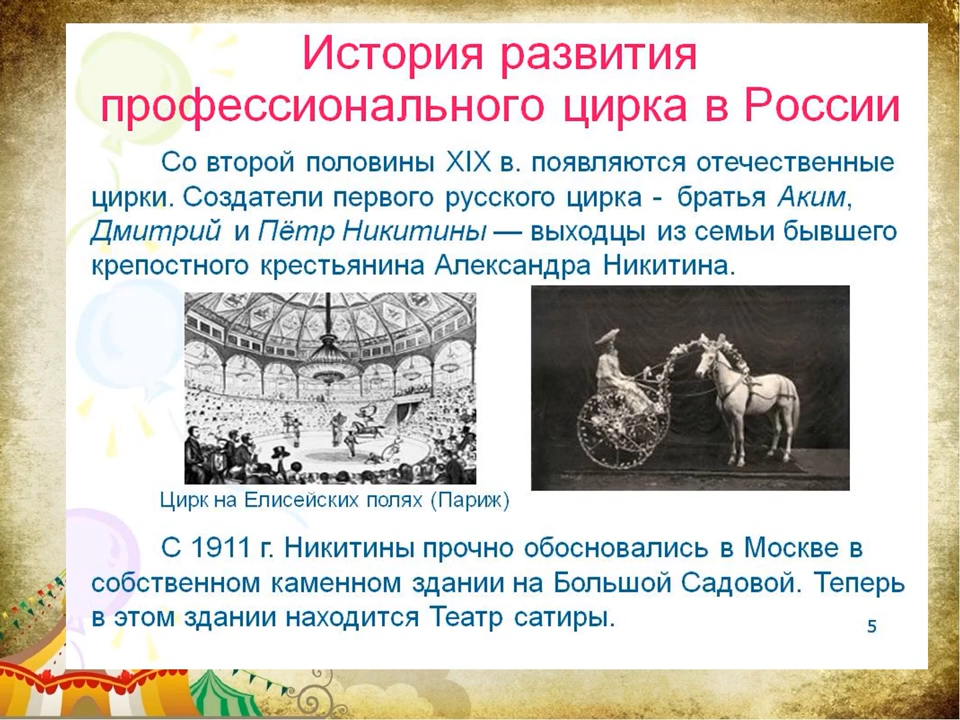 История развития
профессионального цирка в России
Со второй половины XIX в. появляются отечественные
цирки. Создатели первого русского цирка - братья Аким,
Дмитрий и Пётр Никитины — выходцы из семьи бывшего
крепостного крестьянина Александра Никитина.
Цирк на Елисейских полях (Париж)
С 1911 г. Никитины прочно обосновались в Москве в
собственном каменном здании на Большой Садовой. Теперь
в этом здании находится Театр сатиры.
5